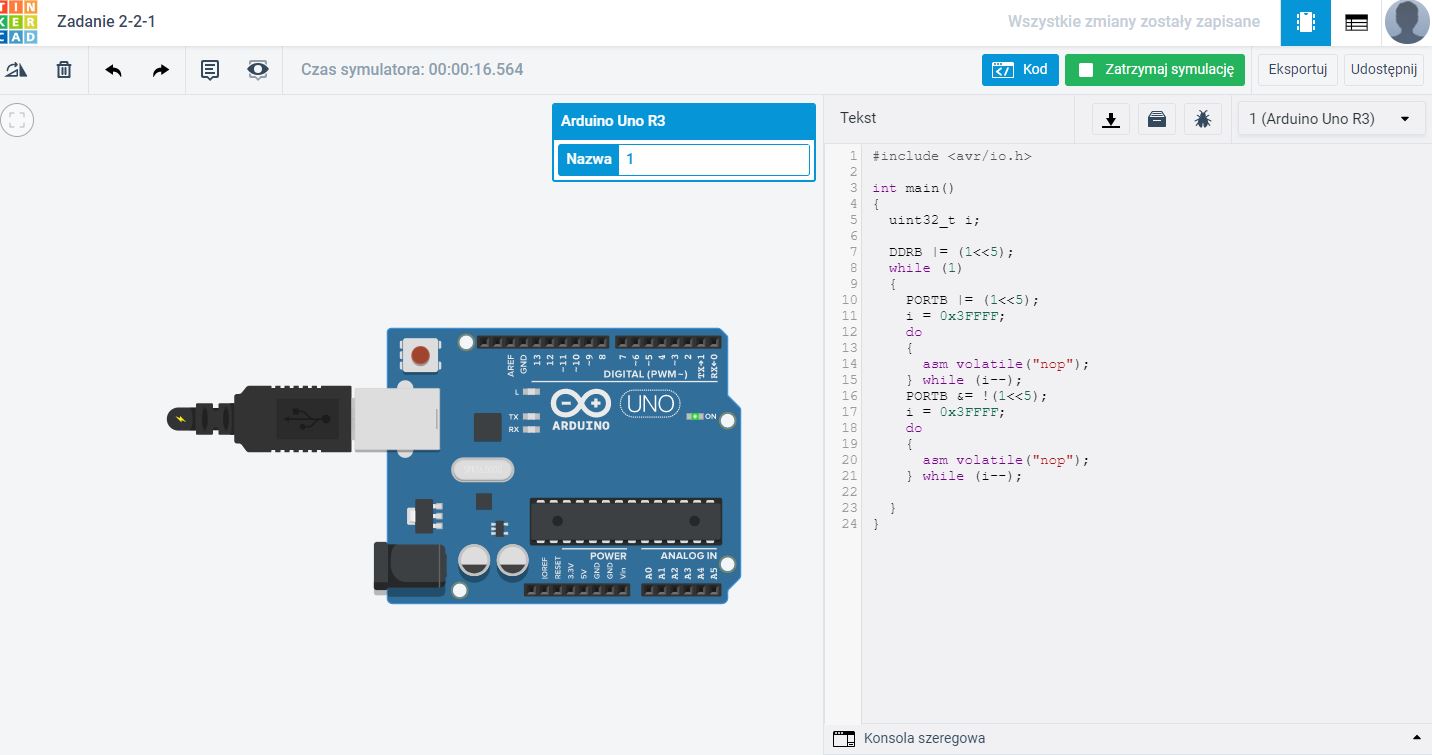 TIN
KER
CAD
Zadanie 2-2-1
Wszystkie zmiany zostały zapisane
Czas symulatora: 00:00:16.564
Kod
Zatrzymaj symulację
Eksportuj
Udostępnij
Arduino Uno R3
Nazwa 1
Tekst
1 (Arduino Uno R3)
1 #include <avr/io.h>
2
3 int main()
4 {
5 uint32_t i;
6
7 DDRB |= (1<<5);
8 while (1)
9 {
10 PORTB |= (1<<5);
11 i = 0x3FFFF;
12 do
13 {
14 asm volatile("nop");
15 } while (i--);
16 PORTB &= !(1<<5);
17 i = 0x3FFFF;
18 do
19 {
20 asm volatile("nop");
21 } while (i--);
22
23 }
24 }
AREF
GND
13
12
~11
~10
~9
8
7
~6
~5
4
~3
2
TX→1
RX←0
DIGITAL (PWM~)
L
TX
RX
ARDUINO
UNO
ON
POWER
ANALOG IN
IOREF
RESET
3.3V
5V
GND
GND
Vin
A0
A1
A2
A3
A4
A5
Konsola szeregowa